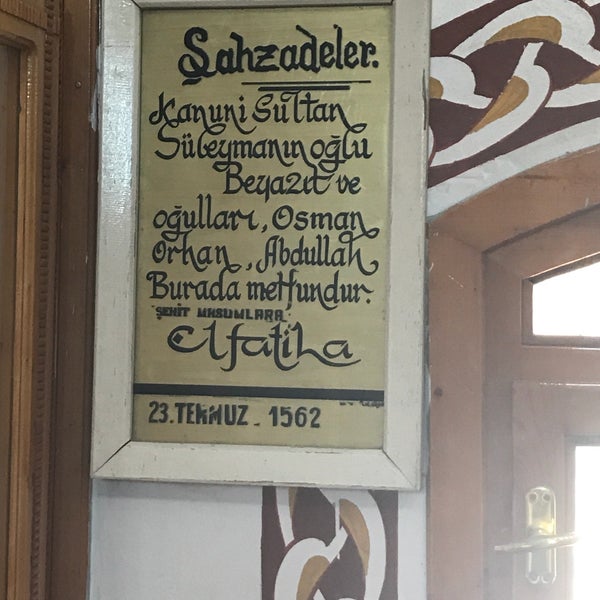 Şahzadeler.
Kanuni Sultan
Süleymanın oğlu
Beyazıt ve
oğulları, Osman
Orhan, Abdullah
Burada metfundur.
"ŞEHİT MASUMLARA"
Elfatiha
23. TEMMUZ - 1562